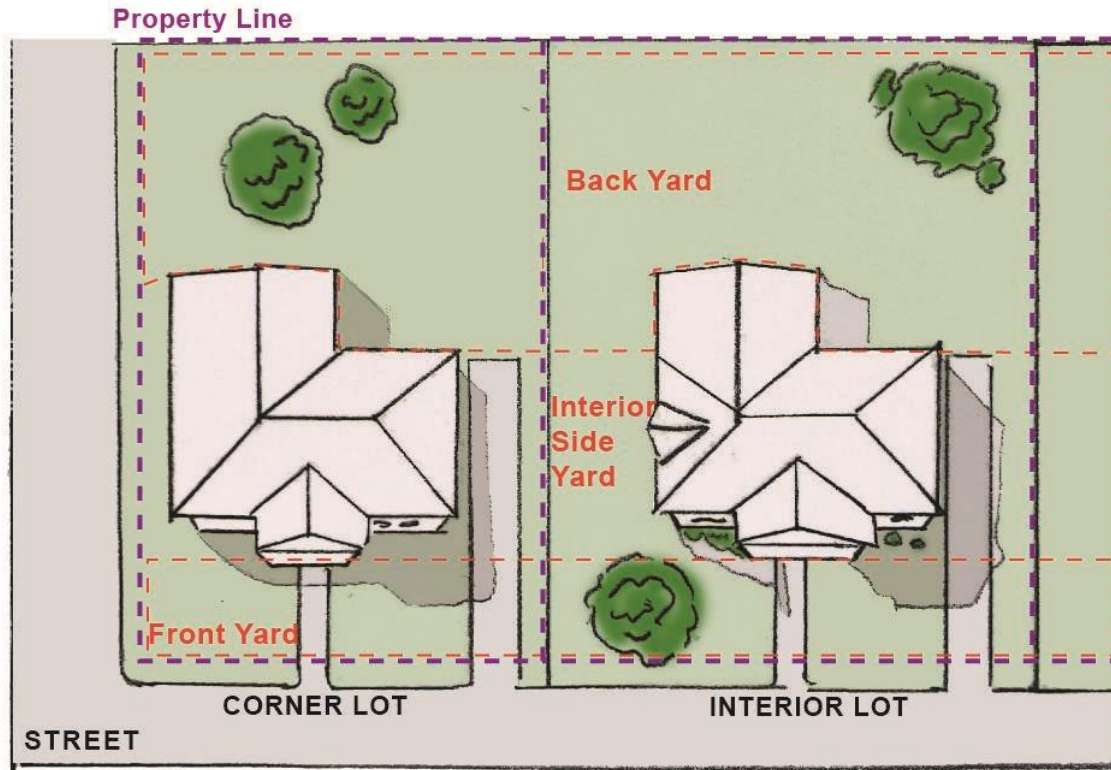 Property Line
Back Yard
Interior
Side
Yard
Front Yard
CORNER LOT
INTERIOR LOT
STREET